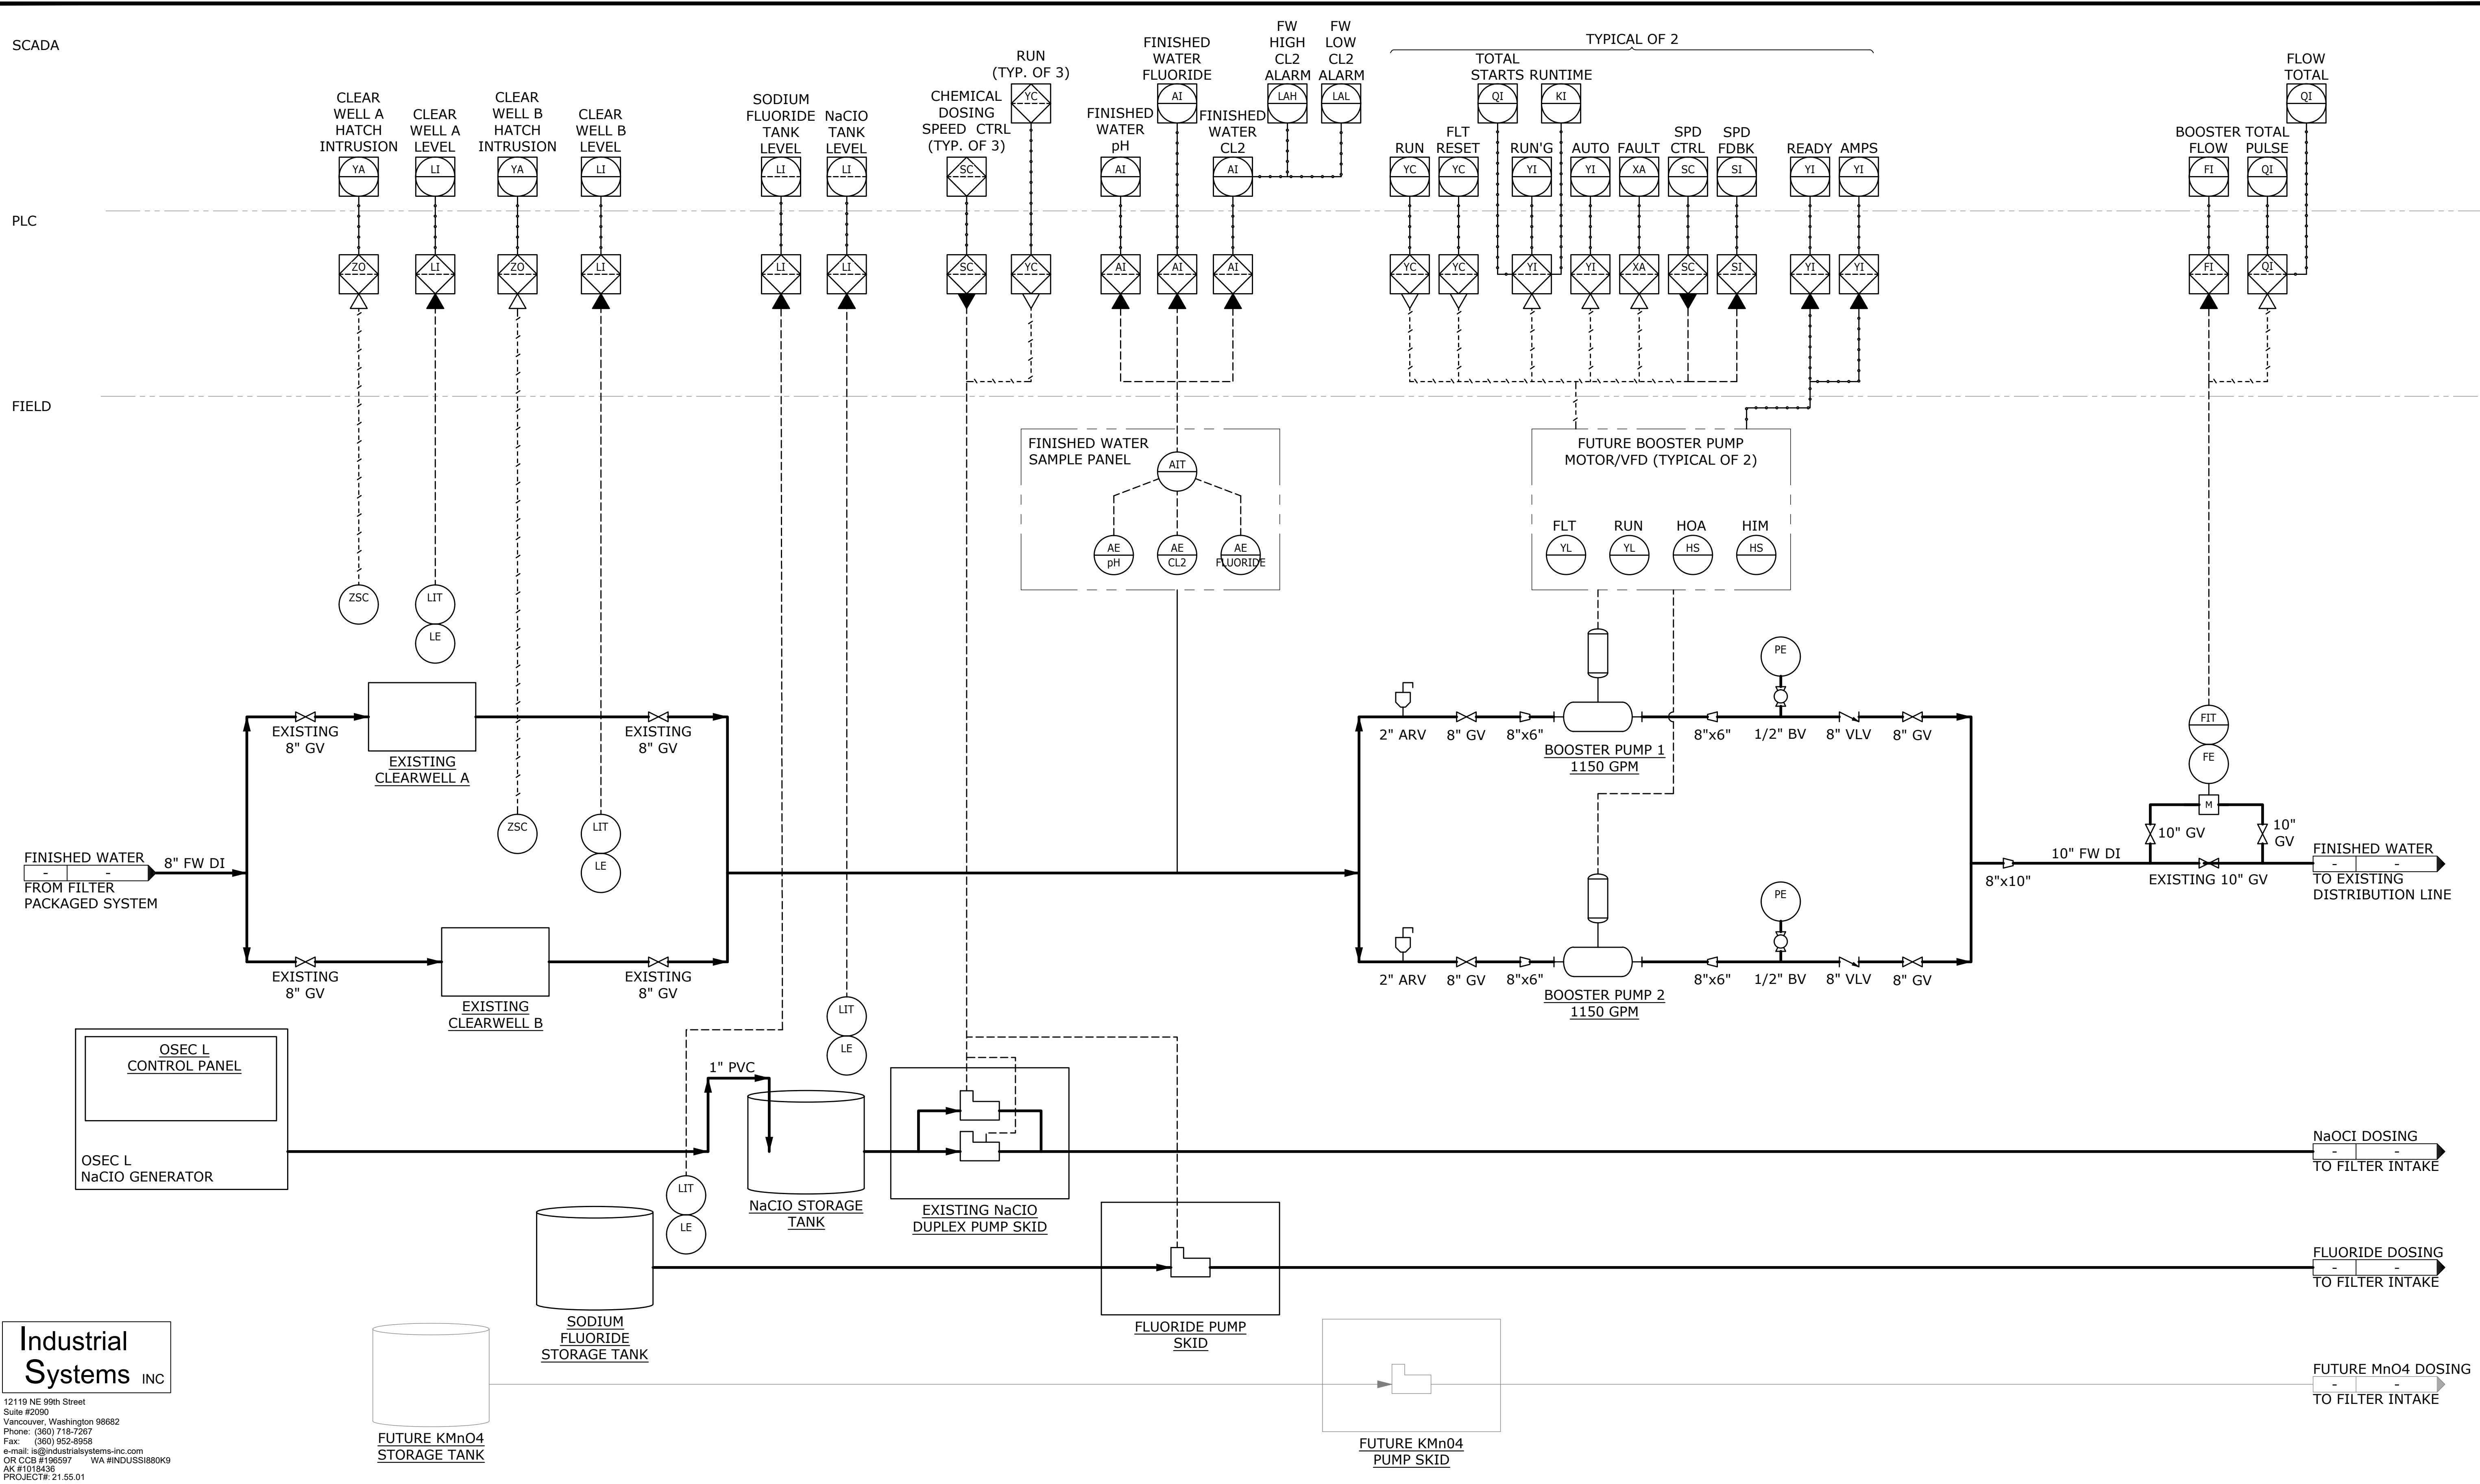 SCADA
CLEAR
WELL A
HATCH
INTRUSION
YA
CLEAR
WELL A
LEVEL
LI
CLEAR
WELL B
HATCH
INTRUSION
YA
CLEAR
WELL B
LEVEL
LI
SODIUM
FLUORIDE
TANK
LEVEL
LI
NaCIO
TANK
LEVEL
LI
CHEMICAL
DOSING
SPEED CTRL
(TYP. OF 3)
SC
RUN
(TYP. OF 3)
YC
FINISHED
WATER
pH
AI
FINISHED
WATER
FLUORIDE
AI
FINISHED
WATER
CL2
AI
FW
HIGH
CL2
ALARM
LAH
FW
LOW
CL2
ALARM
LAL
TYPICAL OF 2
TOTAL
STARTS
QI
RUNTIME
KI
RUN
YC
FLT
RESET
YC
RUN'G
YI
AUTO
YI
FAULT
XA
SPD
CTRL
SC
SPD
FDBK
SI
READY
YI
AMPS
YI
BOOSTER
FLOW
FI
TOTAL
PULSE
QI
FLOW
TOTAL
QI
PLC
ZO
LI
ZO
LI
LI
LI
SC
YC
AI
AI
AI
YC
YC
YI
YI
XA
SC
SI
YI
YI
FI
QI
FIELD
FINISHED WATER
SAMPLE PANEL
AIT
AE
pH
AE
CL2
AE
FLUORIDE
FUTURE BOOSTER PUMP
MOTOR/VFD (TYPICAL OF 2)
FLT
YL
RUN
YL
HOA
HS
HIM
HS
ZSC
LIT
LE
ZSC
LIT
LE
EXISTING
8" GV
EXISTING
CLEARWELL A
EXISTING
8" GV
PE
2" ARV
8" GV
8"x6"
BOOSTER PUMP 1
1150 GPM
8"x6"
1/2" BV
8" VLV
8" GV
FIT
FE
M
10" GV
10"
GV
FINISHED WATER
- -
FROM FILTER
PACKAGED SYSTEM
8" FW DI
8"x10"
10" FW DI
EXISTING 10" GV
FINISHED WATER
- -
TO EXISTING
DISTRIBUTION LINE
EXISTING
8" GV
EXISTING
CLEARWELL B
EXISTING
8" GV
PE
2" ARV
8" GV
8"x6"
BOOSTER PUMP 2
1150 GPM
8"x6"
1/2" BV
8" VLV
8" GV
OSEC L
CONTROL PANEL
OSEC L
NaCIO GENERATOR
1" PVC
LIT
LE
NaCIO STORAGE
TANK
EXISTING NaCIO
DUPLEX PUMP SKID
NaOCI DOSING
- -
TO FILTER INTAKE
LIT
LE
SODIUM
FLUORIDE
STORAGE TANK
FLUORIDE PUMP
SKID
FLUORIDE DOSING
- -
TO FILTER INTAKE
FUTURE KMnO4
STORAGE TANK
FUTURE KMn04
PUMP SKID
FUTURE MnO4 DOSING
- -
TO FILTER INTAKE
Industrial
Systems INC
12119 NE 99th Street
Suite #2090
Vancouver, Washington 98682
Phone: (360) 718-7267
Fax: (360) 952-8958
e-mail: is@industrialsystems-inc.com
OR CCB #196597 WA #INDUSSI880K9
AK #1018436
PROJECT#: 21.55.01